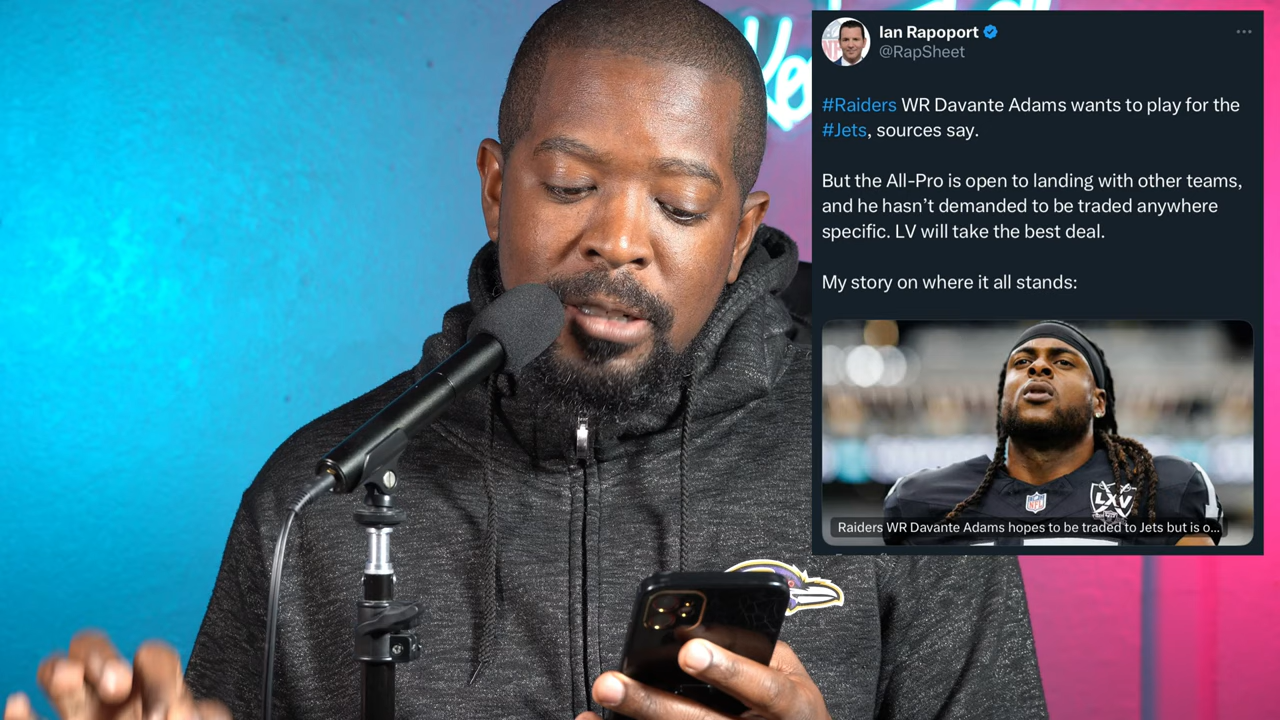 Ian Rapoport
@RapSheet
#Raiders WR Davante Adams wants to play for the
#Jets, sources say.
But the All-Pro is open to landing with other teams,
and he hasn't demanded to be traded anywhere
specific. LV will take the best deal.
My story on where it all stands:
LXV
Raiders WR Davante Adams hopes to be traded to Jets but is o...
NFL